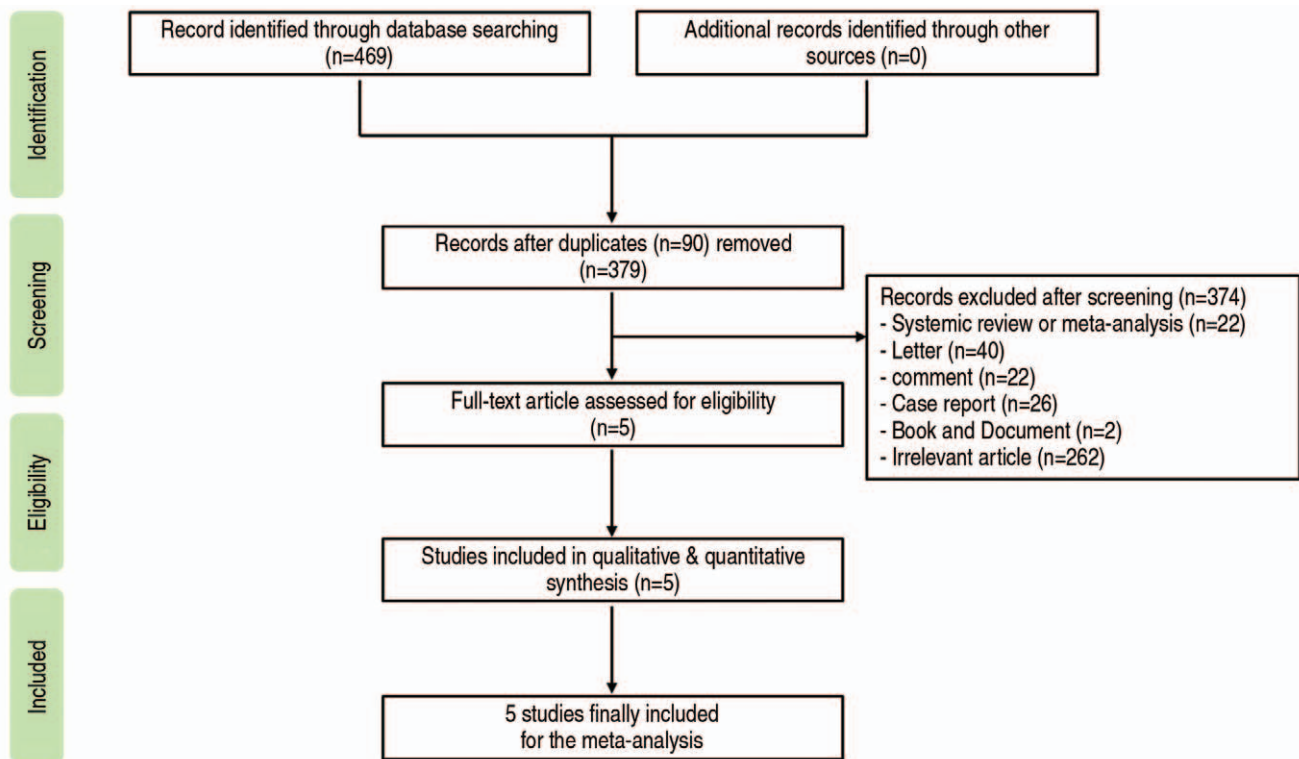 Identification
Record identified through database searching
(n=469)
Additional records identified through other
sources (n=0)
Screening
Records after duplicates (n=90) removed
(n=379)
Records excluded after screening (n=374)
- Systemic review or meta-analysis (n=22)
- Letter (n=40)
- comment (n=22)
- Case report (n=26)
- Book and Document (n=2)
- Irrelevant article (n=262)
Full-text article assessed for eligibility
(n=5)
Eligibility
Studies included in qualitative & quantitative
synthesis (n=5)
Included
5 studies finally included
for the meta-analysis